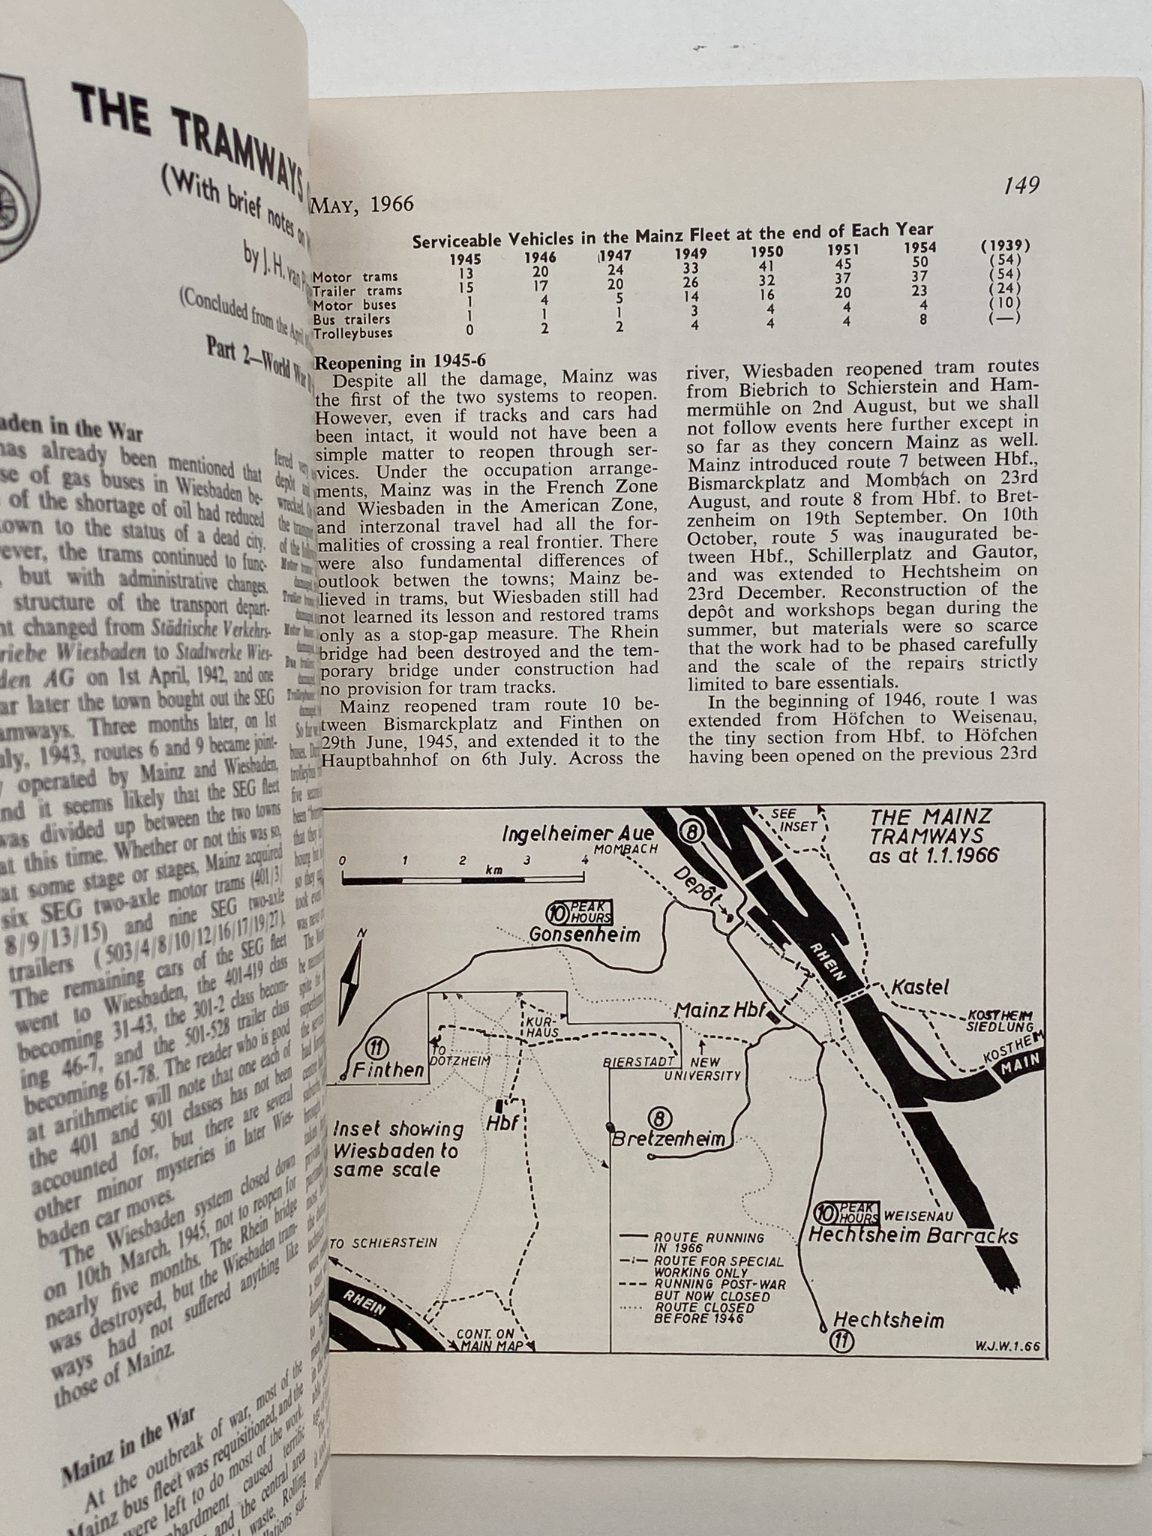 THE TRAMWAYS
(With brief notes on
by J. H. van
(Concluded from the April
Part 2—World War
aden in the War
has already been mentioned that
se of gas buses in Wiesbaden be-
of the shortage of oil had reduced
own to the status of a dead city.
ever, the trams continued to func-
, but with administrative changes.
structure of the transport depart-
nt changed from Städtische Verkehrs-
riebe Wiesbaden to Stadtwerke Wies-
den AG on 1st April, 1942, and one
ar later the town bought out the SEG
amways. Three months later, on 1st
uly, 1943, routes 6 and 9 became joint-
y operated by Mainz and Wiesbaden,
nd it seems likely that the SEG fleet
was divided up between the two towns
at this time. Whether or not this was so,
at some stage or stages, Mainz acquired
six SEG two-axle motor trams (401/3/
8/9/13/15) and nine SEG two-axle
trailers (503/4/8/10/12/16/17/19/27).
The remaining cars of the SEG fleet
went to Wiesbaden, the 401-419 class
becoming 31-43, the 301-2 class becom-
ing 46-7, and the 501-528 trailer class
becoming 61-78. The reader who is good
at arithmetic will note that one each of
the 401 and 501 classes has not been
accounted for, but there are several
other minor mysteries in later Wies-
baden car moves.
The Wiesbaden system closed down
on 10th March, 1945, not to reopen for
nearly five months. The Rhein bridge
was destroyed, but the Wiesbaden tram-
ways had not suffered anything like
those of Mainz.
Mainz in the War
At the outbreak of war, most of the
Mainz bus fleet was requisitioned, and the
were left to do most of the work.
bardment caused terrific
and the central area
waste. Rolling
MAY, 1966
149
Serviceable Vehicles in the Mainz Fleet at the end of Each Year
1945 1946 1947 1949 1950 1951 1954 (1939)
Motor trams 13 20 24 33 41 45 50 (54)
Trailer trams 15 17 20 26 32 37 37 (54)
Motor buses 1 4 5 14 16 20 23 (24)
Bus trailers 1 1 1 3 4 4 4 (10)
Trolleybuses 0 2 2 4 4 4 8 (—)
Reopening in 1945-6
Despite all the damage, Mainz was
the first of the two systems to reopen.
However, even if tracks and cars had
been intact, it would not have been a
simple matter to reopen through ser-
vices. Under the occupation arrange-
ments, Mainz was in the French Zone
and Wiesbaden in the American Zone,
and interzonal travel had all the for-
malities of crossing a real frontier. There
were also fundamental differences of
outlook betwen the towns; Mainz be-
lieved in trams, but Wiesbaden still had
not learned its lesson and restored trams
only as a stop-gap measure. The Rhein
bridge had been destroyed and the tem-
porary bridge under construction had
no provision for tram tracks.
Mainz reopened tram route 10 be-
tween Bismarckplatz and Finthen on
29th June, 1945, and extended it to the
Hauptbahnhof on 6th July. Across the
river, Wiesbaden reopened tram routes
from Biebrich to Schierstein and Ham-
mermühle on 2nd August, but we shall
not follow events here further except in
so far as they concern Mainz as well.
Mainz introduced route 7 between Hbf.,
Bismarckplatz and Mombach on 23rd
August, and route 8 from Hbf. to Bret-
zenheim on 19th September. On 10th
October, route 5 was inaugurated be-
tween Hbf., Schillerplatz and Gautor,
and was extended to Hechtsheim on
23rd December. Reconstruction of the
depôt and workshops began during the
summer, but materials were so scarce
that the work had to be phased carefully
and the scale of the repairs strictly
limited to bare essentials.
In the beginning of 1946, route 1 was
extended from Höfchen to Weisenau,
the tiny section from Hbf. to Höfchen
having been opened on the previous 23rd
THE MAINZ
TRAMWAYS
as at 1.1.1966
SEE
INSET
Ingelheimer Aue
8
MOMBACH
0 1 2 3 4
km
Depôt
10 PEAK
HOURS
Gonsenheim
N
RHEIN
Kastel
Mainz Hbf
KOSTHEIM
SIEDLUNG
KOSTHEIM
MAIN
KUR-
HAUS
11
Finthen
TO
DOTZHEIM
BIERSTADT
NEW
UNIVERSITY
Hbf
8
Bretzenheim
Inset showing
Wiesbaden to
same scale
10 PEAK
HOURS
WEISENAU
Hechtsheim Barracks
TO SCHIERSTEIN
ROUTE RUNNING
IN 1966
ROUTE FOR SPECIAL
WORKING ONLY
RUNNING POST-WAR
BUT NOW CLOSED
ROUTE CLOSED
BEFORE 1946
RHEIN
CONT. ON
MAIN MAP
Hechtsheim
11
W.J.W.1.66